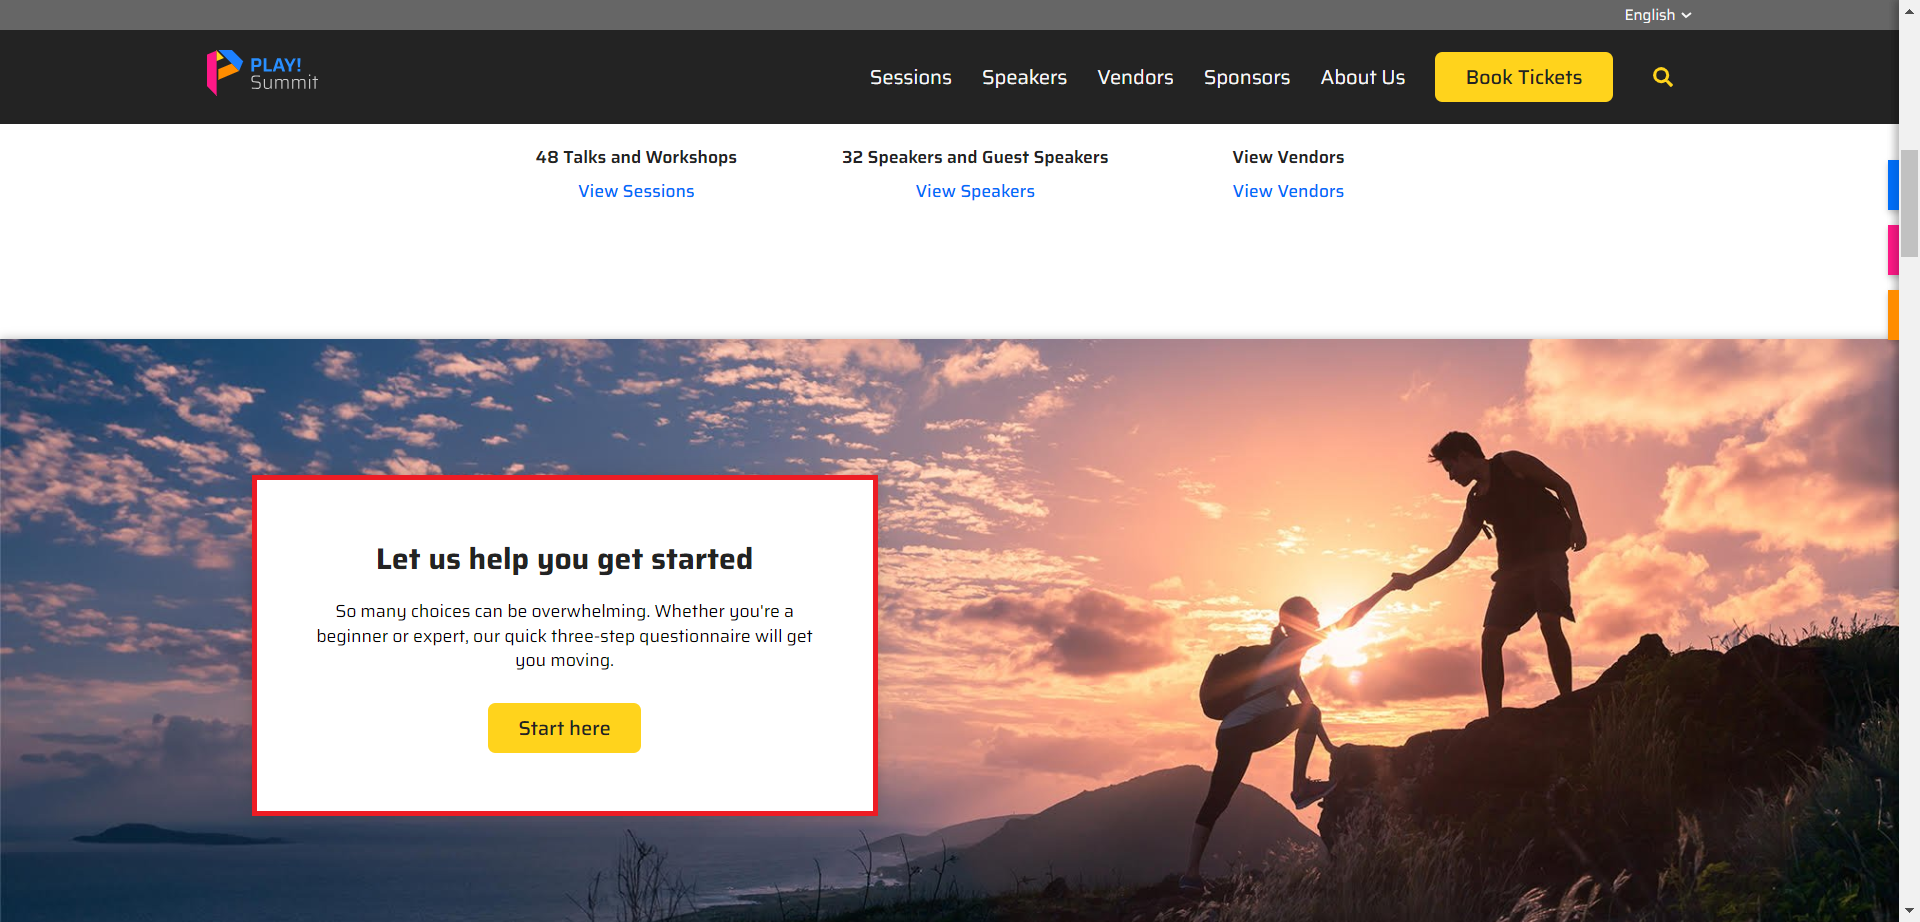 English
PLAY!
Summit
Sessions
Speakers
Vendors
Sponsors
About Us
Book Tickets
48 Talks and Workshops
View Sessions
32 Speakers and Guest Speakers
View Speakers
View Vendors
View Vendors
Let us help you get started
So many choices can be overwhelming. Whether you're a
beginner or expert, our quick three-step questionnaire will get
you moving.
Start here